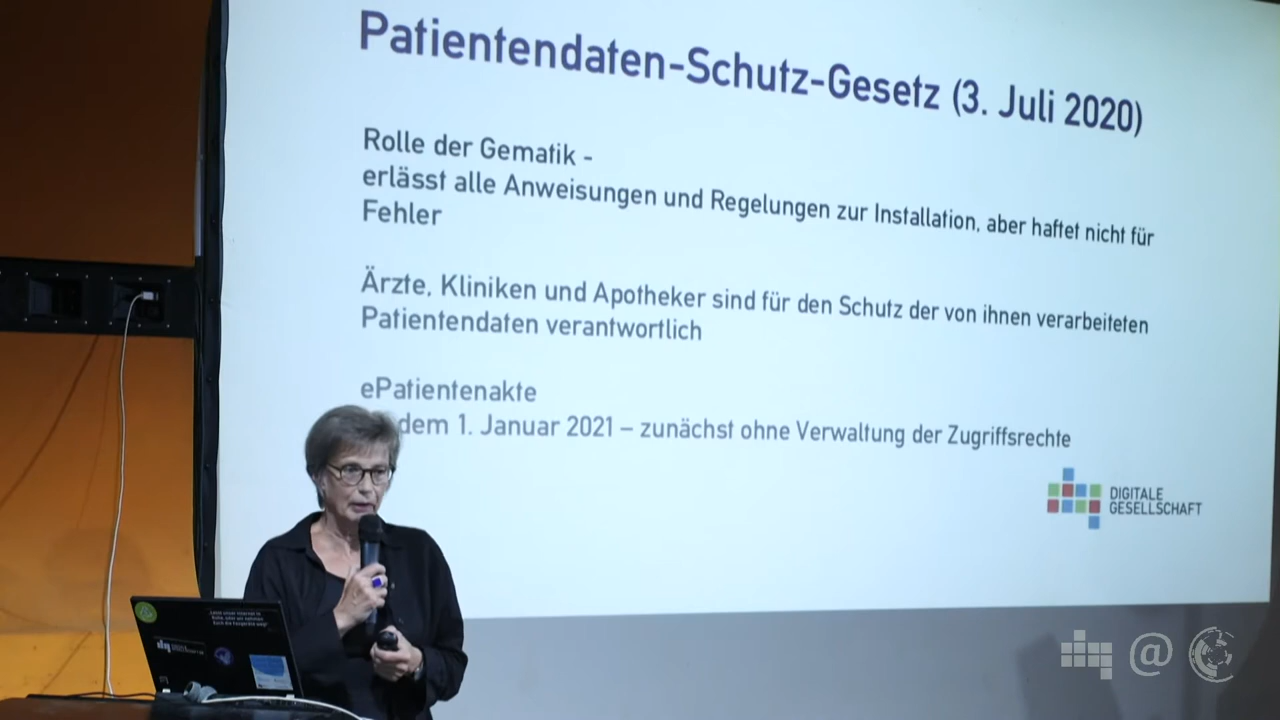 Patientendaten-Schutz-Gesetz (3. Juli 2020)
Rolle der Gematik -
erlässt alle Anweisungen und Regelungen zur Installation, aber haftet nicht für
Fehler
Ärzte, Kliniken und Apotheker sind für den Schutz der von ihnen verarbeiteten
Patientendaten verantwortlich
ePatientenakte
dem 1. Januar 2021 – zunächst ohne Verwaltung der Zugriffsrechte
DIGITALE
GESELLSCHAFT
@